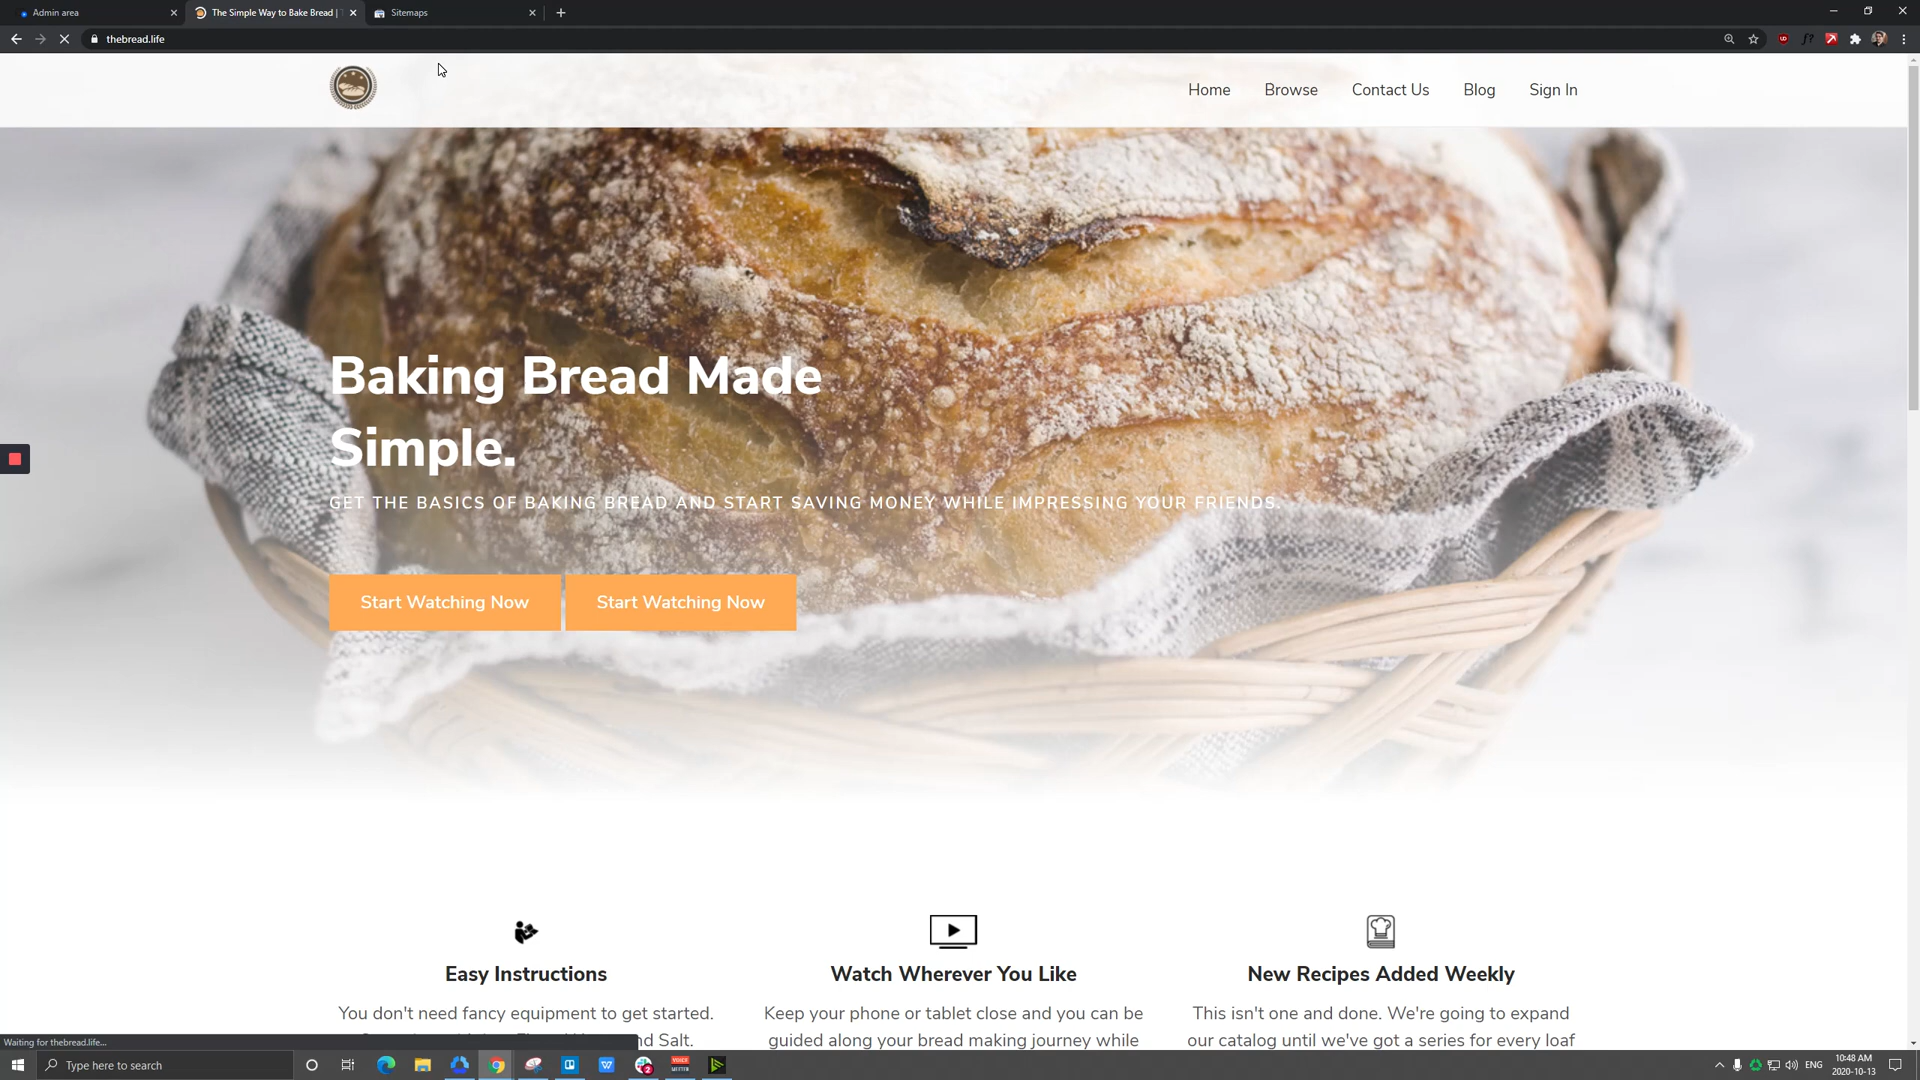 Admin area
The Simple Way to Bake Bread |
Sitemaps
thebread.life
Home
Browse
Contact Us
Blog
Sign In
Baking Bread Made
Simple.
GET THE BASICS OF BAKING BREAD AND START SAVING MONEY WHILE IMPRESSING YOUR FRIENDS.
Start Watching Now
Start Watching Now
Easy Instructions
Watch Wherever You Like
New Recipes Added Weekly
You don't need fancy equipment to get started.
nd Salt.
Keep your phone or tablet close and you can be
guided along your bread making journey while
This isn't one and done. We're going to expand
our catalog until we've got a series for every loaf
Waiting for thebread.life...
Type here to search
2
VOICE
MEETER
ENG
10:48 AM
2020-10-13